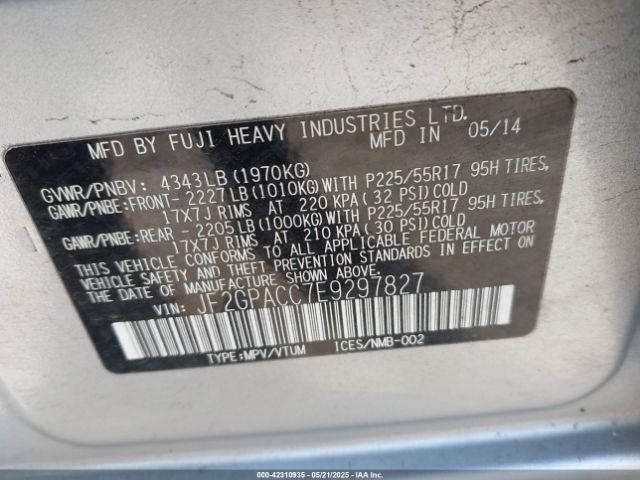 MFD BY FUJI HEAVY INDUSTRIES LTD.
MFD IN 05/14
GVWR/PNBV: 4343LB(1970KG)
GAWR/PNBE:FRONT- 2227LB(1010KG)WITH P225/55R17 95H TIRES,
17X7J RIMS AT 220 KPA( 32 PSI)COLD
GAWR/PNBE:REAR - 2205LB(1000KG)WITH P225/55R17 95H TIRES,
17X7J RIMS AT 210 KPA( 30 PSI)COLD
THIS VEHICLE CONFORMS TO ALL APPLICABLE FEDERAL MOTOR
VEHICLE SAFETY AND THEFT PREVENTION STANDARDS IN EFFECT ON
THE DATE OF MANUFACTURE SHOWN ABOVE.
VIN: JF2GPACC7E9297827
TYPE:MPV/VTUM ICES/NMB-002
000-42310935 - 05/21/2025 - IAAI.COM